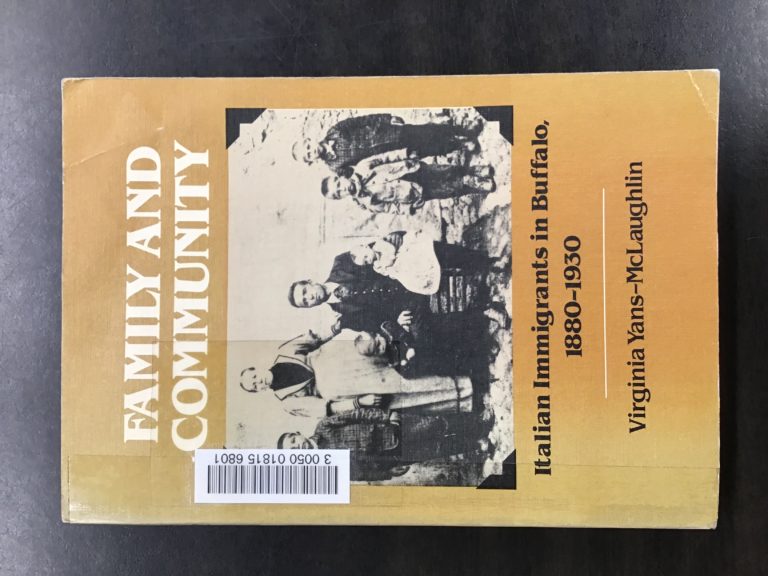 FAMILY AND
COMMUNITY
3 0050 01815 6801
Italian Immigrants in Buffalo,
1880–1930
Virginia Yans–McLaughlin